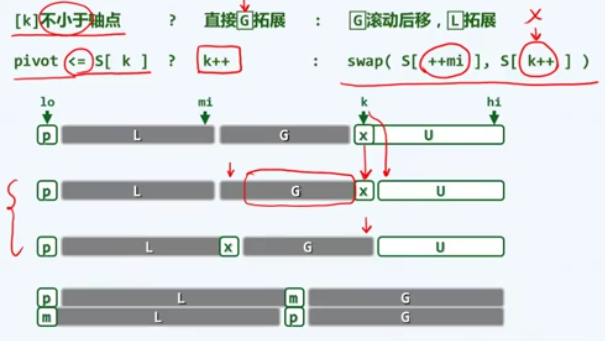 [k]不小于轴点 ? 直接G拓展 : G滚动后移，L拓展
pivot <= S[ k ] ? k++ : swap( S[ ++mi ], S[ k++ ] )
lo mi k hi
p L G x U
p L G x U
p L x G U
p L m G
m L p G